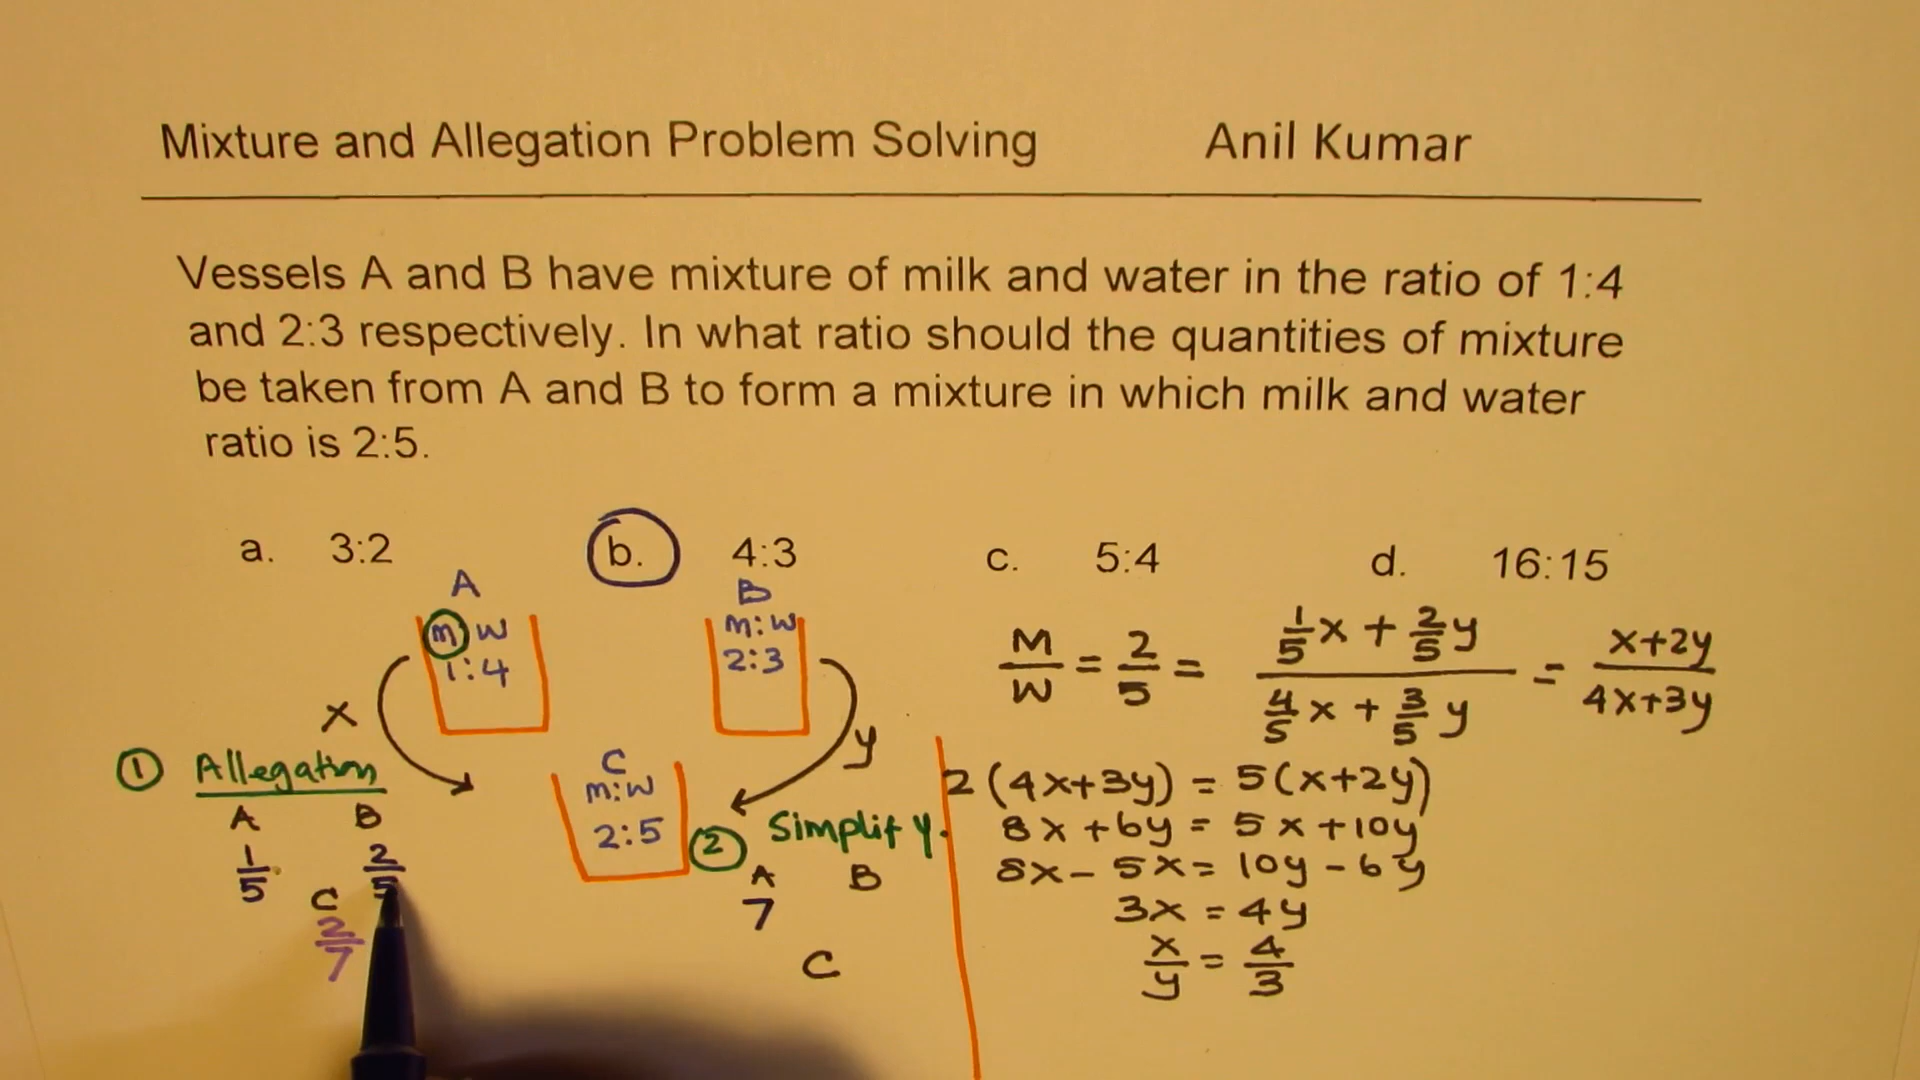 Mixture and Allegation Problem Solving Anil Kumar
Vessels A and B have mixture of milk and water in the ratio of 1:4
and 2:3 respectively. In what ratio should the quantities of mixture
be taken from A and B to form a mixture in which milk and water
ratio is 2:5.
a. 3:2 b. 4:3 c. 5:4 d. 16:15
A
m W
1:4
x
B
m:W
2:3
y
C
m:W
2:5
1 Allegation
A B
1/5 2/5
C
2/7
2 Simplify.
A B
7
C
M/W = 2/5 = (1/5x + 2/5y)/(4/5x + 3/5y) = (x+2y)/(4x+3y)
2(4x+3y) = 5(x+2y)
8x+6y = 5x+10y
8x- 5x = 10y-6y
3x = 4y
x/y = 4/3